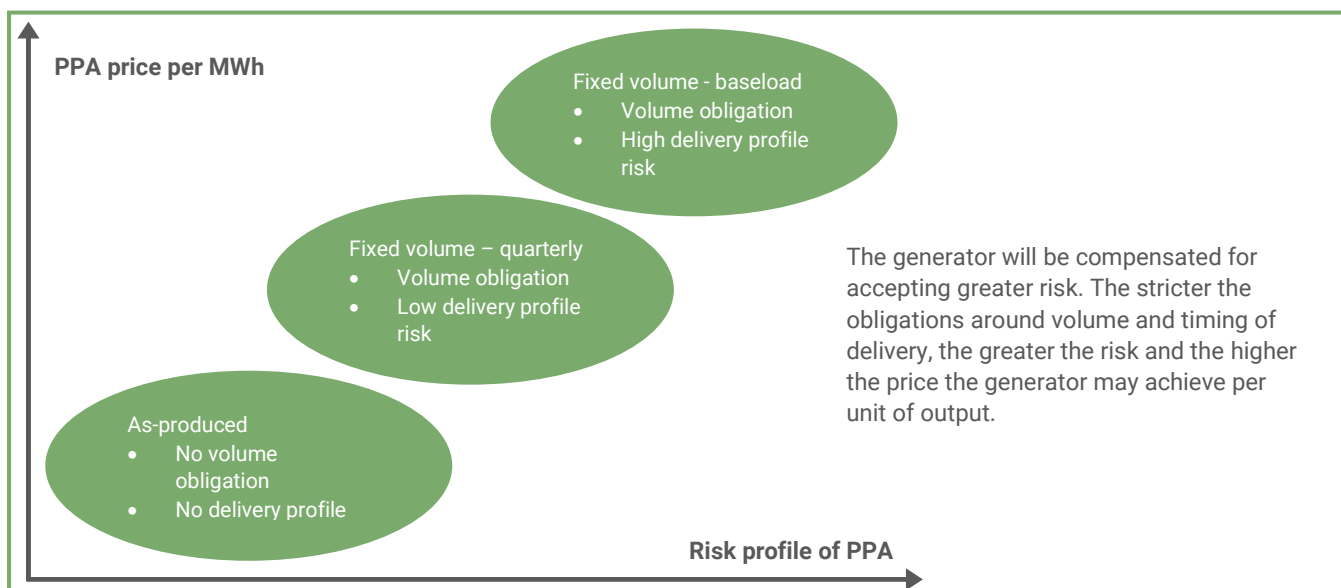 PPA price per MWh
Fixed volume - baseload
• Volume obligation
• High delivery profile
risk
Fixed volume – quarterly
• Volume obligation
• Low delivery profile
risk
The generator will be compensated for
accepting greater risk. The stricter the
obligations around volume and timing of
delivery, the greater the risk and the higher
the price the generator may achieve per
unit of output.
As-produced
• No volume
obligation
• No delivery profile
Risk profile of PPA